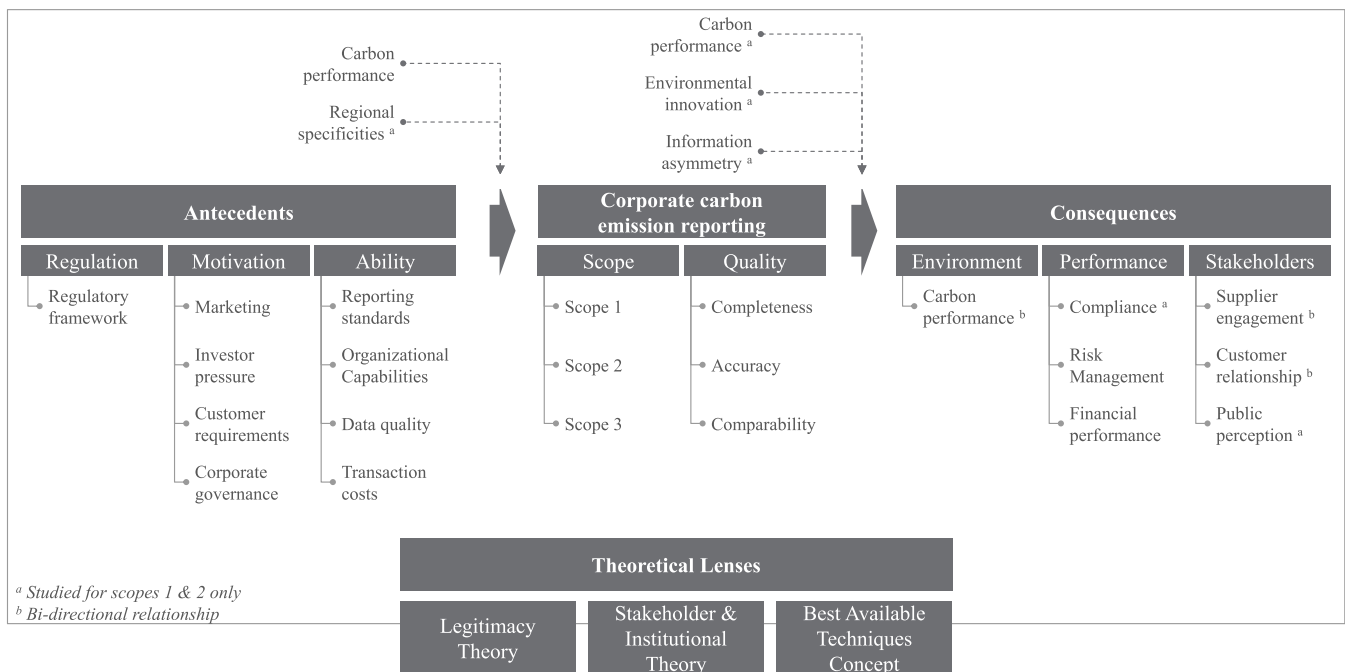 Carbon
performance
Regional
specificities ᵃ
Carbon
performance ᵃ
Environmental
innovation ᵃ
Information
asymmetry ᵃ
Antecedents
Regulation
Regulatory
framework
Motivation
Marketing
Investor
pressure
Customer
requirements
Corporate
governance
Ability
Reporting
standards
Organizational
Capabilities
Data quality
Transaction
costs
Corporate carbon
emission reporting
Scope
Scope 1
Scope 2
Scope 3
Quality
Completeness
Accuracy
Comparability
Consequences
Environment
Carbon
performance ᵇ
Performance
Compliance ᵃ
Risk
Management
Financial
performance
Stakeholders
Supplier
engagement ᵇ
Customer
relationship ᵇ
Public
perception ᵃ
Theoretical Lenses
Legitimacy
Theory
Stakeholder &
Institutional
Theory
Best Available
Techniques
Concept
ᵃ Studied for scopes 1 & 2 only
ᵇ Bi-directional relationship